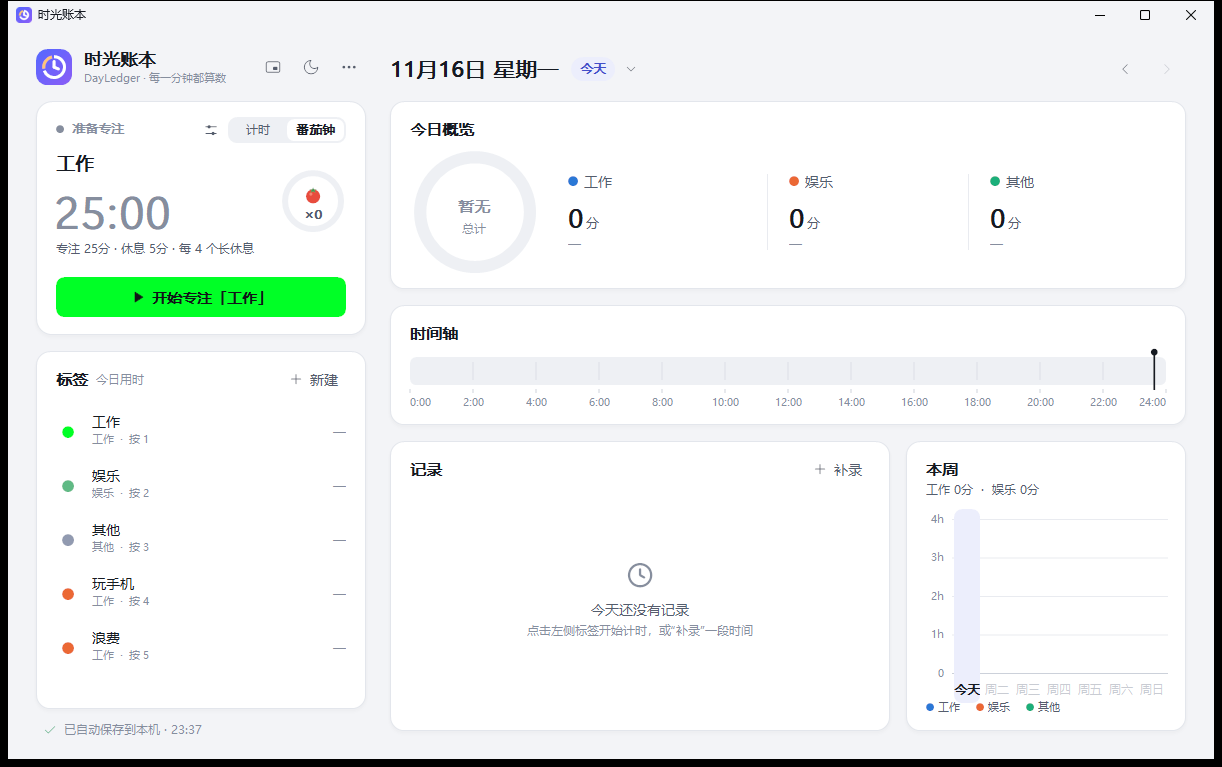 时光账本
时光账本
DayLedger · 每一分钟都算数
准备专注
计时
番茄钟
工作
25:00
×0
专注 25分 · 休息 5分 · 每 4 个长休息
开始专注「工作」
标签 今日用时
新建
工作
工作 · 按 1
—
娱乐
娱乐 · 按 2
—
其他
其他 · 按 3
—
玩手机
工作 · 按 4
—
浪费
工作 · 按 5
—
已自动保存到本机 · 23:37
11月16日 星期一
今天
今日概览
暂无
总计
工作
0分
—
娱乐
0分
—
其他
0分
—
时间轴
0:00 2:00 4:00 6:00 8:00 10:00 12:00 14:00 16:00 18:00 20:00 22:00 24:00
记录
补录
今天还没有记录
点击左侧标签开始计时，或“补录”一段时间
本周
工作 0分 · 娱乐 0分
4h
3h
2h
1h
0
今天 周二 周三 周四 周五 周六 周日
工作 娱乐 其他